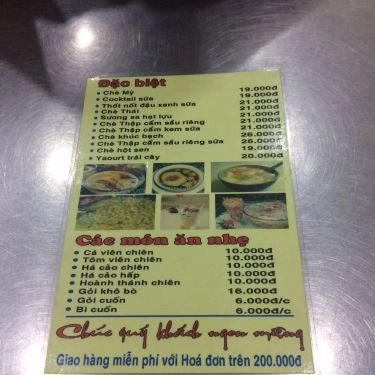 Đặc biệt
• Chè Mỹ 19.000đ
• Cocktail sữa 19.000đ
• Thốt nốt đậu xanh sữa 21.000đ
• Chè Thái 21.000đ
• Sương sa hạt lựu 21.000đ
• Chè Thập cẩm sầu riêng 21.000đ
• Chè Thập cẩm kem sữa 26.000đ
• Chè khúc bạch 26.000đ
• Chè Thập cẩm sầu riêng sữa 26.000đ
• Chè hột sen 19.000đ
• Yaourt trái cây 20.000đ
Các món ăn nhẹ
• Cá viên chiên 10.000đ
• Tôm viên chiên 10.000đ
• Há cảo chiên 10.000đ
• Há cảo hấp 10.000đ
• Hoành thánh chiên 10.000đ
• Gỏi khô bò 16.000đ
• Gỏi cuốn 6.000đ/c
• Bì cuốn 6.000đ/c
Chúc quý khách ngon miệng
Giao hàng miễn phí với Hoá đơn trên 200.000đ